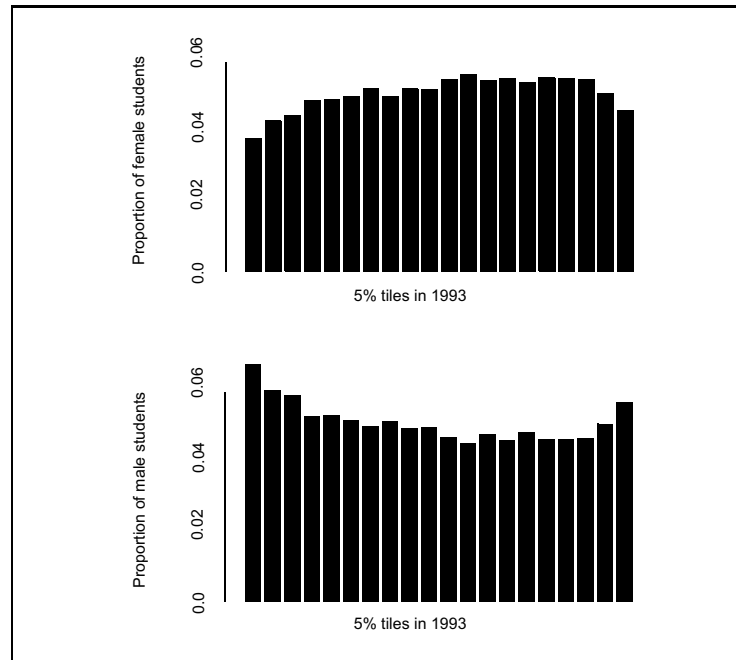 Proportion of female students
0.06
0.04
0.02
0.0
5% tiles in 1993
Proportion of male students
0.06
0.04
0.02
0.0
5% tiles in 1993